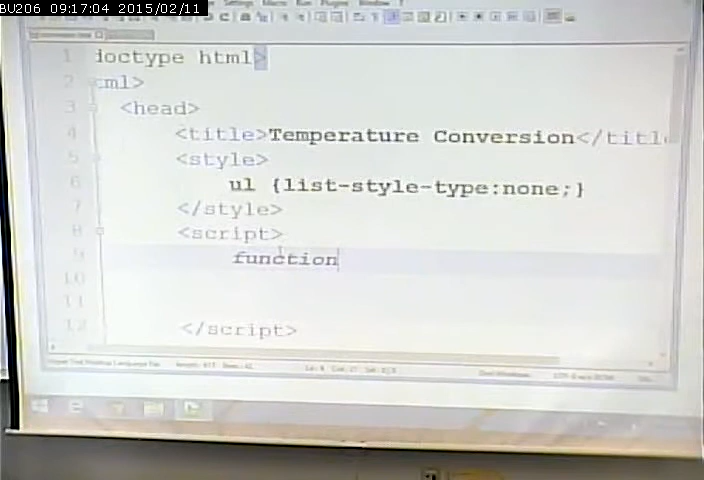 BU206 09:17:04 2015/02/11
1 doctype html>
2 tml>
3 <head>
4 <title>Temperature Conversion</titl
5 <style>
6 ul {list-style-type:none;}
7 </style>
8 <script>
9 function
10
11
12 </script>